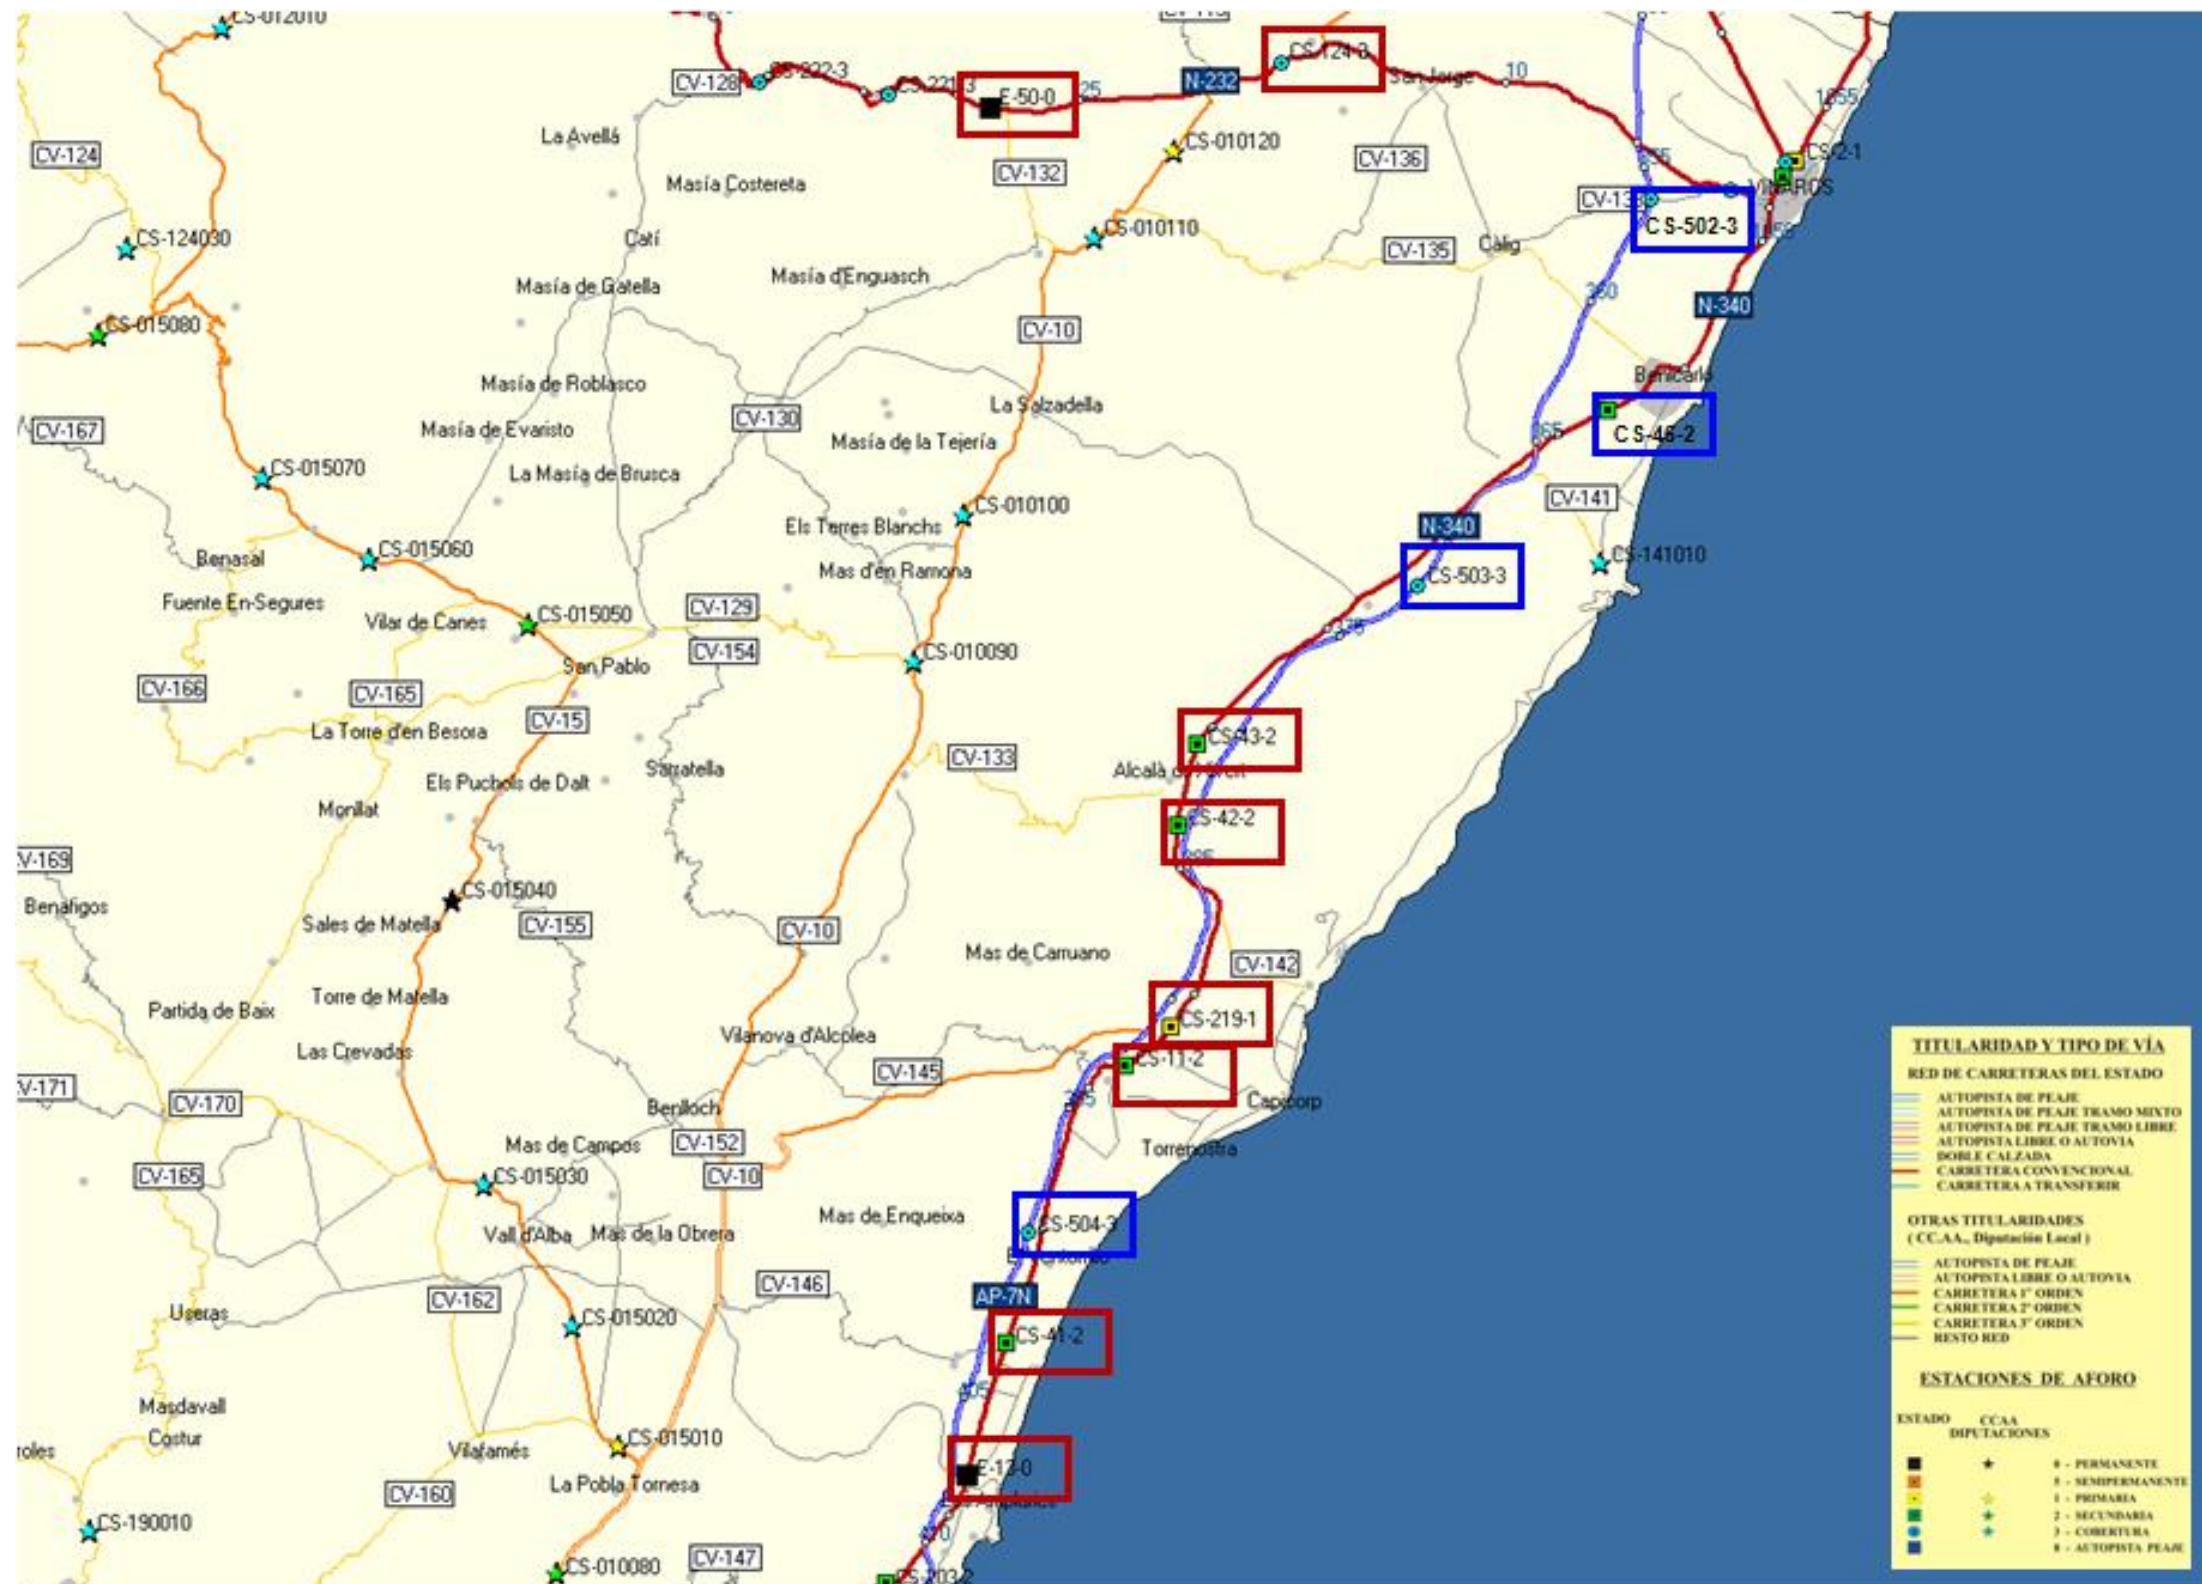 CS-012010
CS-222-3
CV-128
CS-221-3
E-50-0
25
N-232
CS-124-3
San Jorge
10
1055
CS-2-1
VINAROS
La Avellá
CV-124
Masía Costereta
CV-132
CS-010120
CV-136
CS-502-3
CS-124030
Catí
CS-010110
CV-135
Càlig
Masía d'Enguasch
Masía de Gatella
360
N-340
CS-015080
CV-10
Benicarló
Masía de Roblasco
La Salzadella
CV-167
Masía de Evaristo
CV-130
Masía de la Tejería
CS-46-2
CS-015070
La Masía de Brusca
CV-141
CS-010100
Els Terres Blanchs
N-340
CS-015060
Benasal
CS-141010
Mas d'en Ramona
CS-503-3
Fuente En-Segures
CV-129
Vilar de Canes
CS-015050
375
CV-154
CS-010090
San Pablo
CV-166
CV-165
CV-15
La Torre d'en Besora
CS-43-2
CV-133
Sarratella
Els Puchols de Dalt
Monllat
CS-42-2
V-169
CS-015040
Benafigos
Sales de Matella
CV-155
CV-10
Mas de Carruano
CV-142
Torre de Matella
Partida de Baix
CS-219-1
Vilanova d'Alcolea
Las Crevadas
CS-11-2
V-171
CV-145
CV-170
Benlloch
Capicorp
CV-152
Mas de Campos
Torrenostra
CV-165
CV-10
CS-015030
Mas de Enqueixa
CS-504-3
Vall d'Alba
Mas de la Obrera
CV-146
AP-7N
CV-162
Useras
CS-015020
CS-41-2
405
Masdavall
Costur
CS-015010
roles
Vilafamés
E-13-0
La Pobla Tornesa
CV-160
CS-190010
CV-147
CS-010080
CS-203-2
TITULARIDAD Y TIPO DE VÍA
RED DE CARRETERAS DEL ESTADO
AUTOPISTA DE PEAJE
AUTOPISTA DE PEAJE TRAMO MIXTO
AUTOPISTA DE PEAJE TRAMO LIBRE
AUTOPISTA LIBRE O AUTOVIA
DOBLE CALZADA
CARRETERA CONVENCIONAL
CARRETERA A TRANSFERIR
OTRAS TITULARIDADES
( CC.AA., Diputación Local )
AUTOPISTA DE PEAJE
AUTOPISTA LIBRE O AUTOVIA
CARRETERA 1º ORDEN
CARRETERA 2º ORDEN
CARRETERA 3º ORDEN
RESTO RED
ESTACIONES DE AFORO
ESTADO CCAA
DIPUTACIONES
0 - PERMANENTE
5 - SEMIPERMANENTE
1 - PRIMARIA
2 - SECUNDARIA
3 - COBERTURA
8 - AUTOPISTA PEAJE